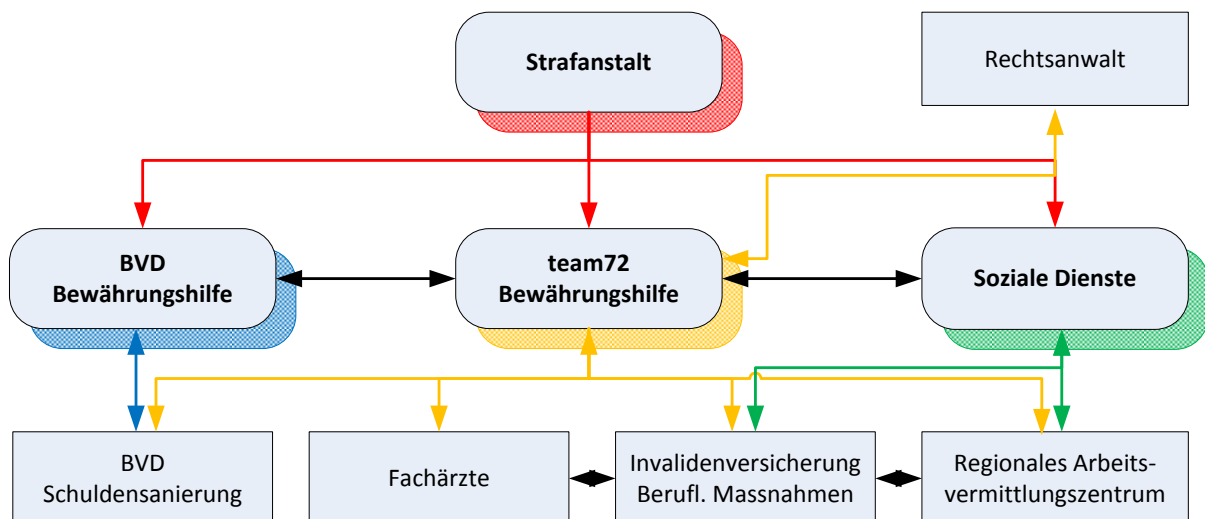 Strafanstalt
Rechtsanwalt
BVD
Bewährungshilfe
team72
Bewährungshilfe
Soziale Dienste
BVD
Schuldensanierung
Fachärzte
Invalidenversicherung
Berufl. Massnahmen
Regionales Arbeits-
vermittlungszentrum